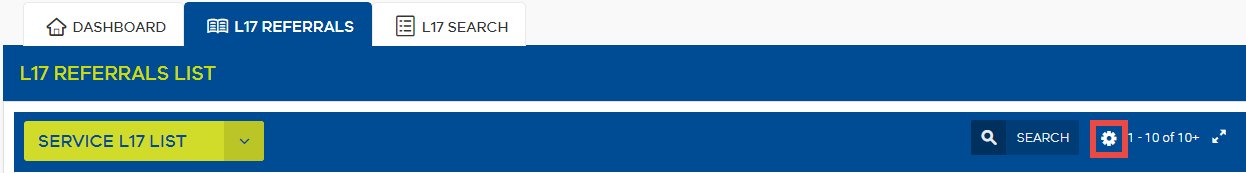 DASHBOARD L17 REFERRALS L17 SEARCH
L17 REFERRALS LIST
SERVICE L17 LIST SEARCH 1 - 10 of 10+